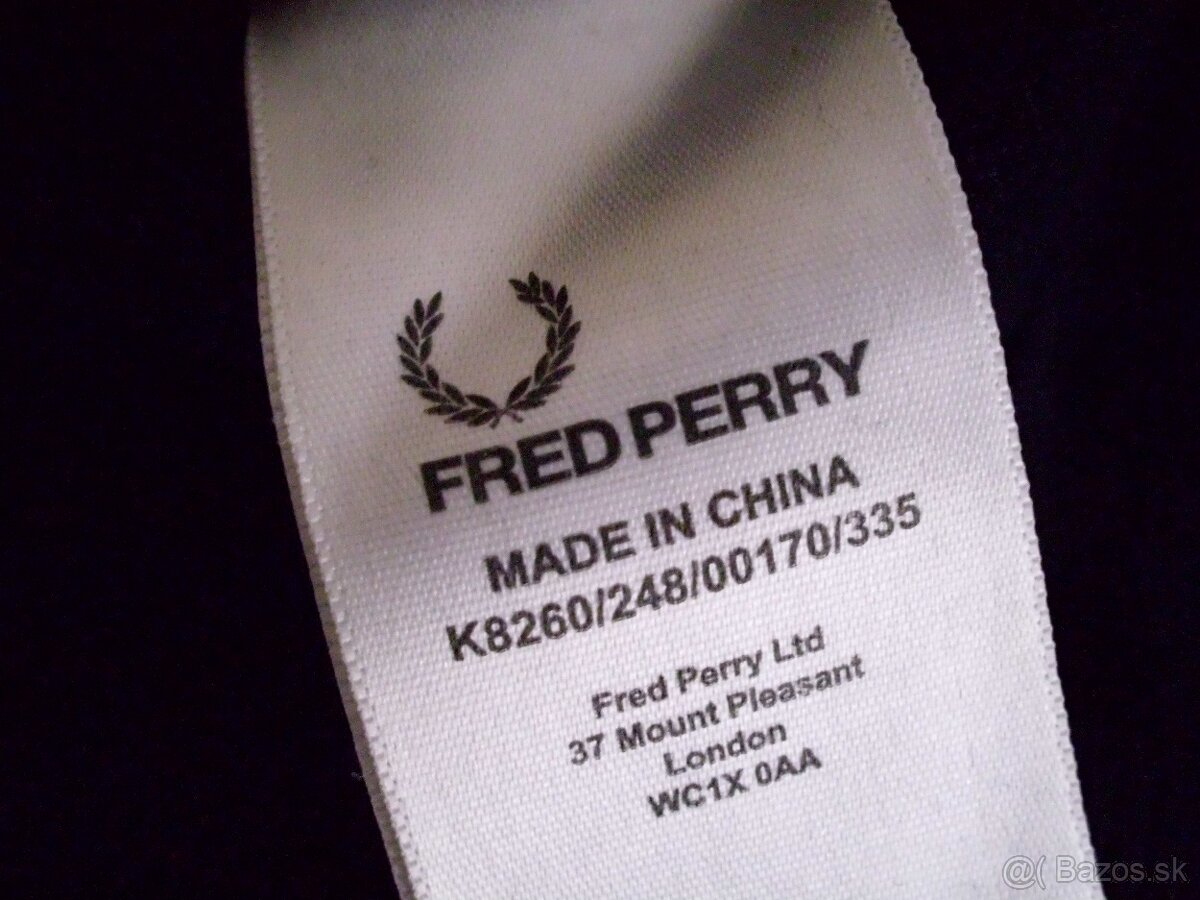 FRED PERRY
MADE IN CHINA
K8260/248/00170/335
Fred Perry Ltd
37 Mount Pleasant
London
WC1X 0AA
@( Bazos.sk